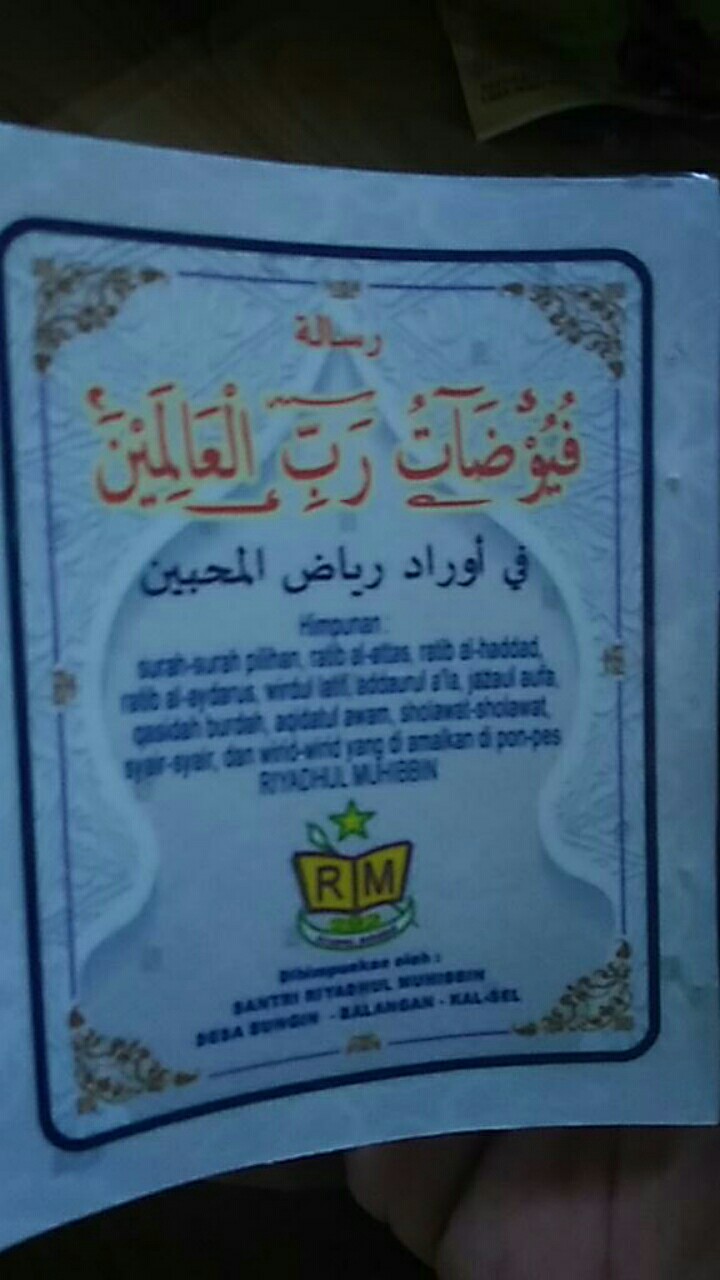 رسالة
فُيُوْضَاتُ رَبِّ الْعَالَمِيْنَ
في أوراد رياض المحبين
Himpunan :
surah-surah pilihan, ratib al-attas, ratib al-haddad,
ratib al-aydarus, wirdul latif, addaurul a'la, jazaul aufa,
qasidah burdah, aqidatul awam, sholawat-sholawat,
syair-syair, dan wirid-wirid yang di amalkan di pon-pes
RIYADHUL MUHIBBIN
RM
Dihimpunkan oleh :
SANTRI RIYADHUL MUHIBBIN
DESA BUNGIN - BALANGAN - KAL-SEL